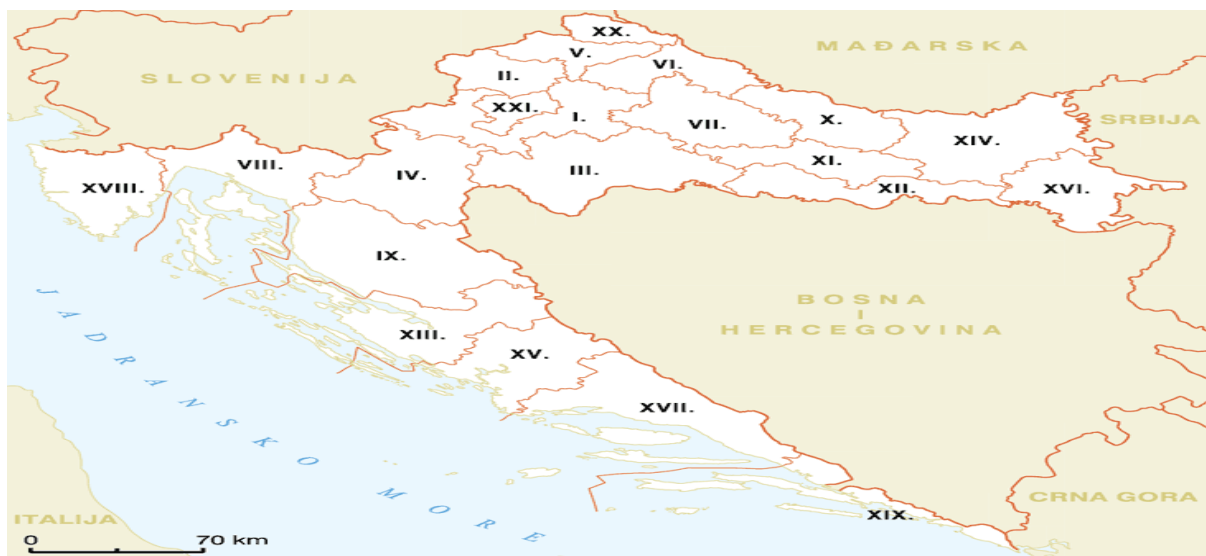 XX.
MAĐARSKA
V.
VI.
SLOVENIJA
II.
XXI.
I.
VII.
X.
XIV.
SRBIJA
VIII.
IV.
III.
XI.
XVIII.
XII.
XVI.
IX.
BOSNA
I
HERCEGOVINA
XIII.
XV.
XVII.
JADRANSKO MORE
CRNA GORA
XIX.
ITALIJA
0 70 km